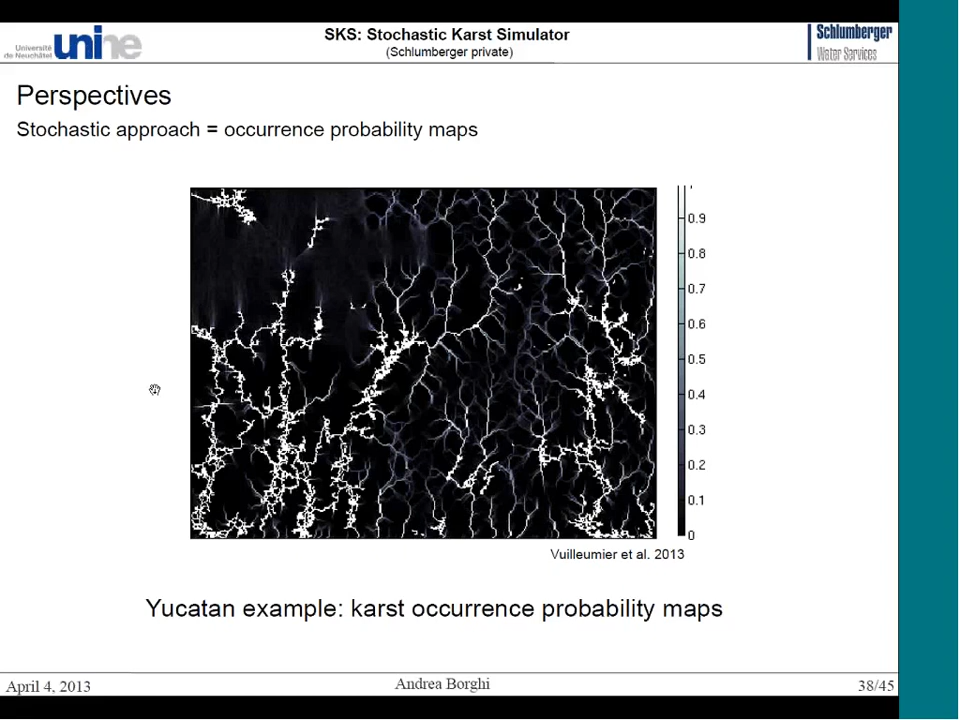 Université
de Neuchâtel
unine
SKS: Stochastic Karst Simulator
(Schlumberger private)
Schlumberger
Water Services
Perspectives
Stochastic approach = occurrence probability maps
0.9
0.8
0.7
0.6
0.5
0.4
0.3
0.2
0.1
0
Vuilleumier et al. 2013
Yucatan example: karst occurrence probability maps
April 4, 2013
Andrea Borghi
38/45